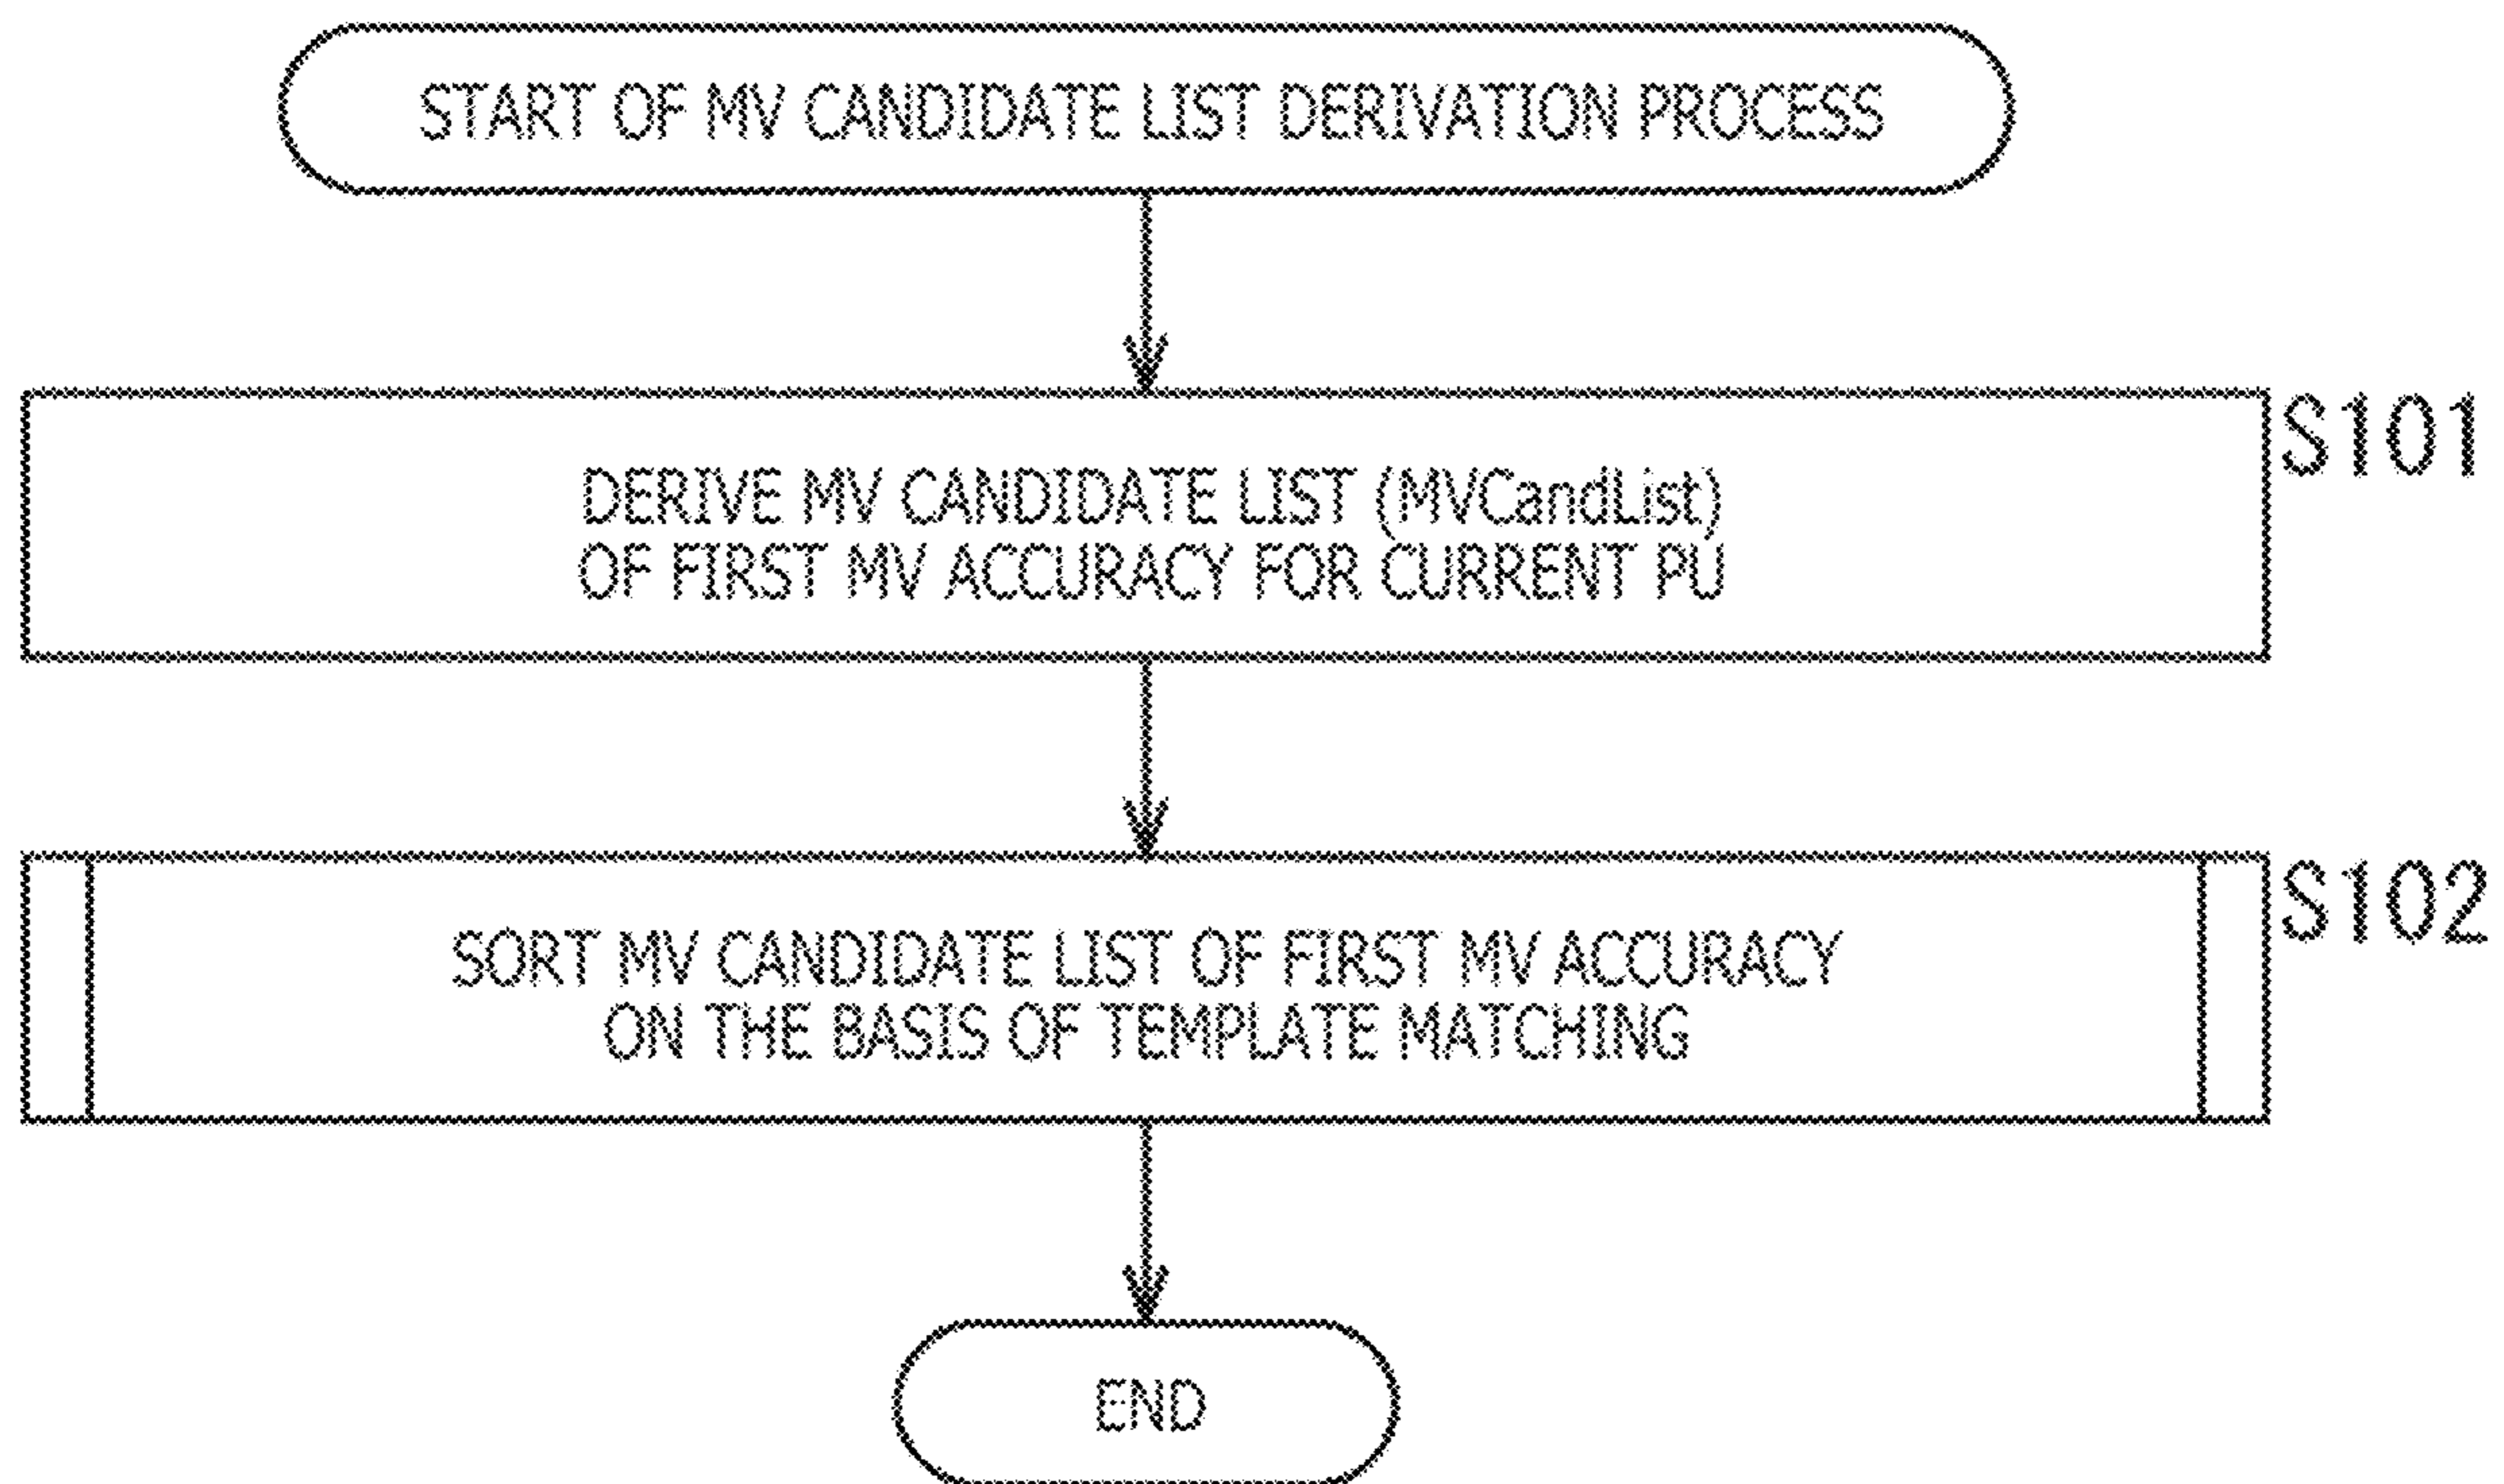 START OF MV CANDIDATE LIST DERIVATION PROCESS
S101
DERIVE MV CANDIDATE LIST (MVCandList)
OF FIRST MV ACCURACY FOR CURRENT PU
S102
SORT MV CANDIDATE LIST OF FIRST MV ACCURACY
ON THE BASIS OF TEMPLATE MATCHING
END